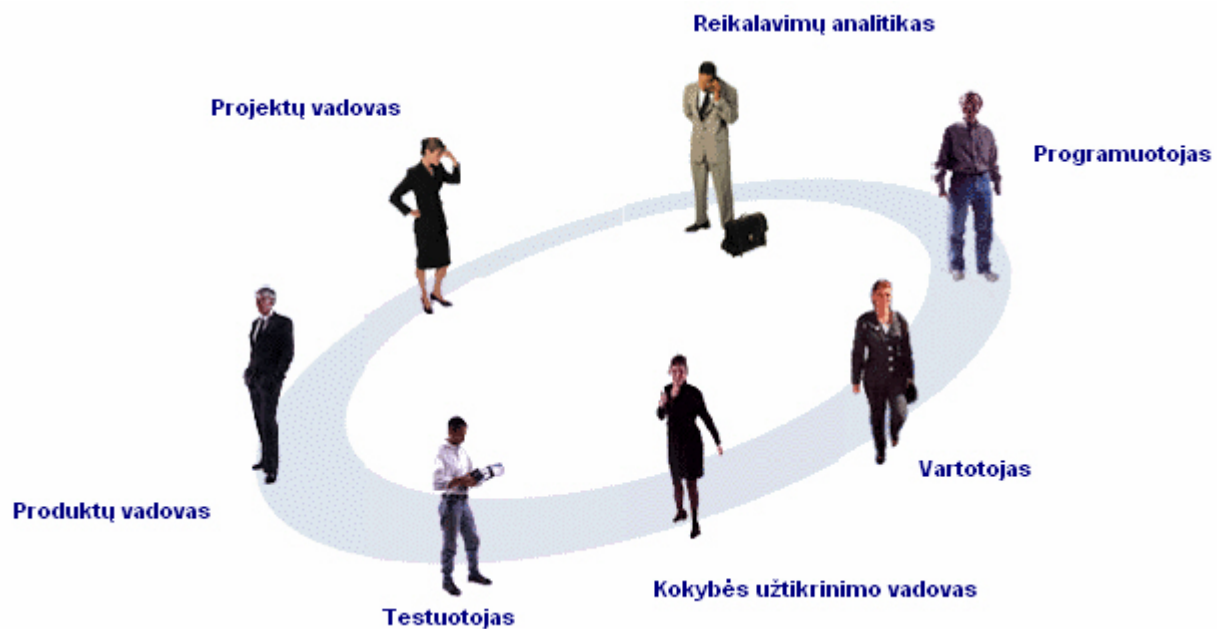 Reikalavimų analitikas
Projektų vadovas
Programuotojas
Vartotojas
Produktų vadovas
Kokybės užtikrinimo vadovas
Testuotojas